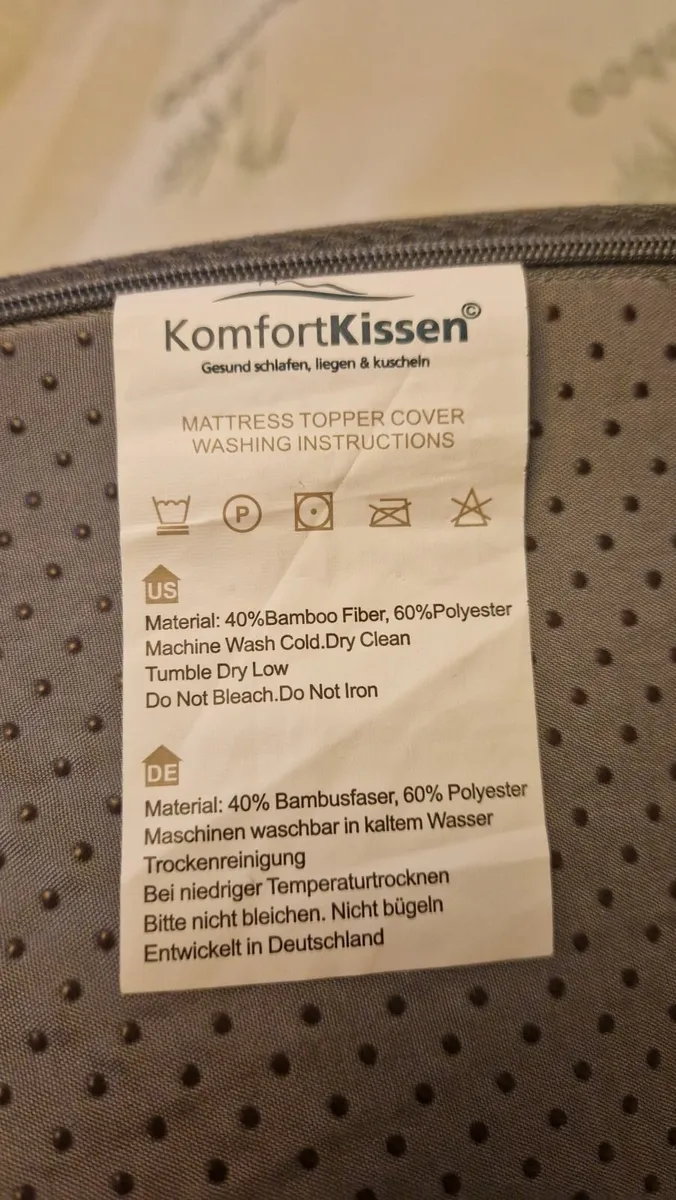 KomfortKissen©
Gesund schlafen, liegen & kuscheln
MATTRESS TOPPER COVER
WASHING INSTRUCTIONS
P
US
Material: 40%Bamboo Fiber, 60%Polyester
Machine Wash Cold.Dry Clean
Tumble Dry Low
Do Not Bleach.Do Not Iron
DE
Material: 40% Bambusfaser, 60% Polyester
Maschinen waschbar in kaltem Wasser
Trockenreinigung
Bei niedriger Temperaturtrocknen
Bitte nicht bleichen. Nicht bügeln
Entwickelt in Deutschland